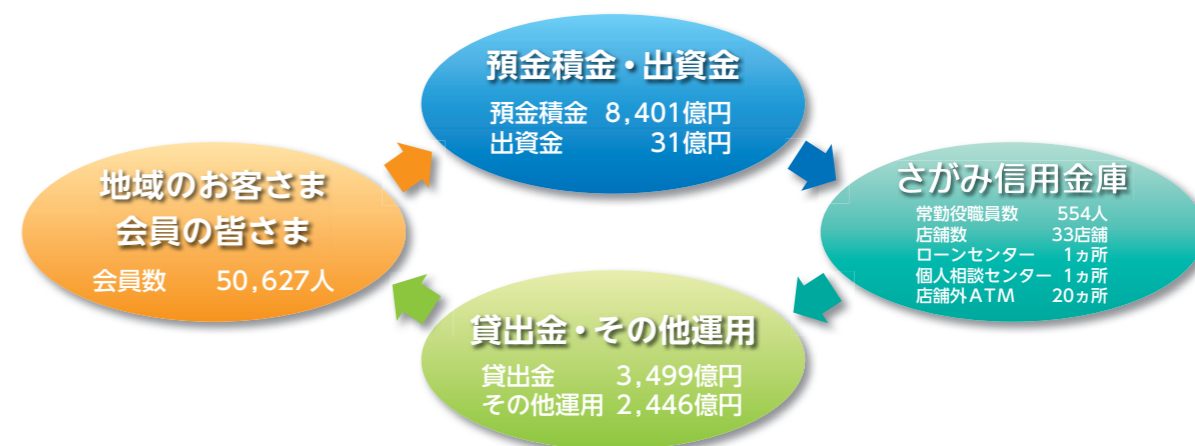 預金積金・出資金
預金積金 8,401億円
出資金 31億円
地域のお客さま
会員の皆さま
会員数 50,627人
さがみ信用金庫
常勤役職員数 554人
店舗数 33店舗
ローンセンター 1ヵ所
個人相談センター 1ヵ所
店舗外ATM 20ヵ所
貸出金・その他運用
貸出金 3,499億円
その他運用 2,446億円